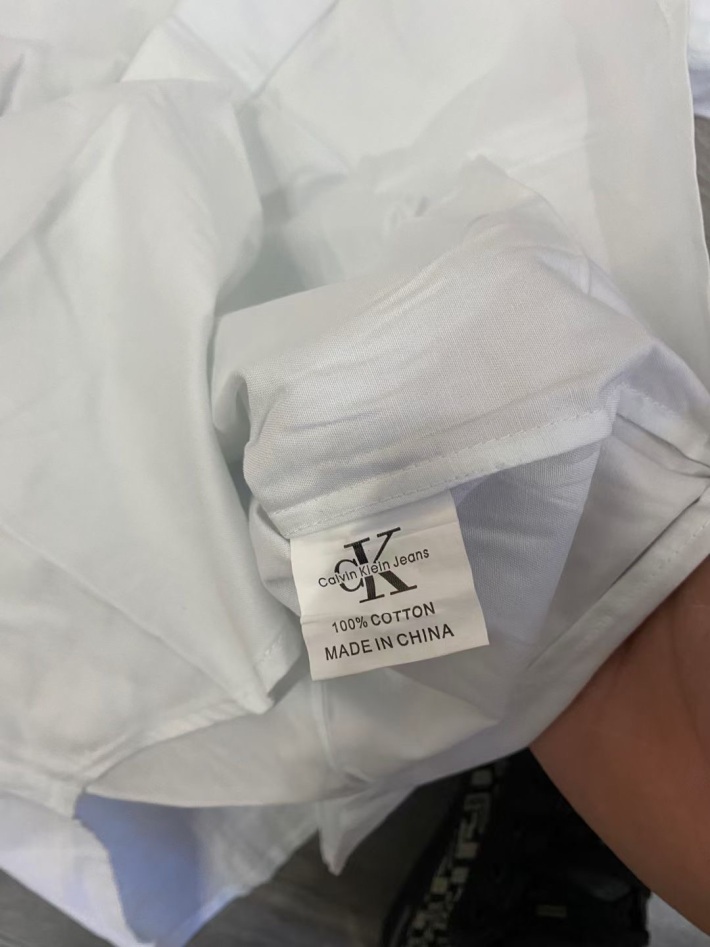 CK
Calvin Klein Jeans
100% COTTON
MADE IN CHINA